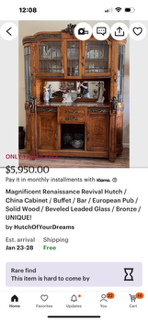 12:08
$5,950.00
Pay it in monthly installments with Klarna.
Magnificent Renaissance Revival Hutch /
China Cabinet / Buffet / Bar / European Pub /
Solid Wood / Beveled Leaded Glass / Bronze /
UNIQUE!
by HutchOfYourDreams
Est. arrival Shipping
Jan 23-28 Free
Rare find
This item is hard to come by
Home Favorites Updates You Cart